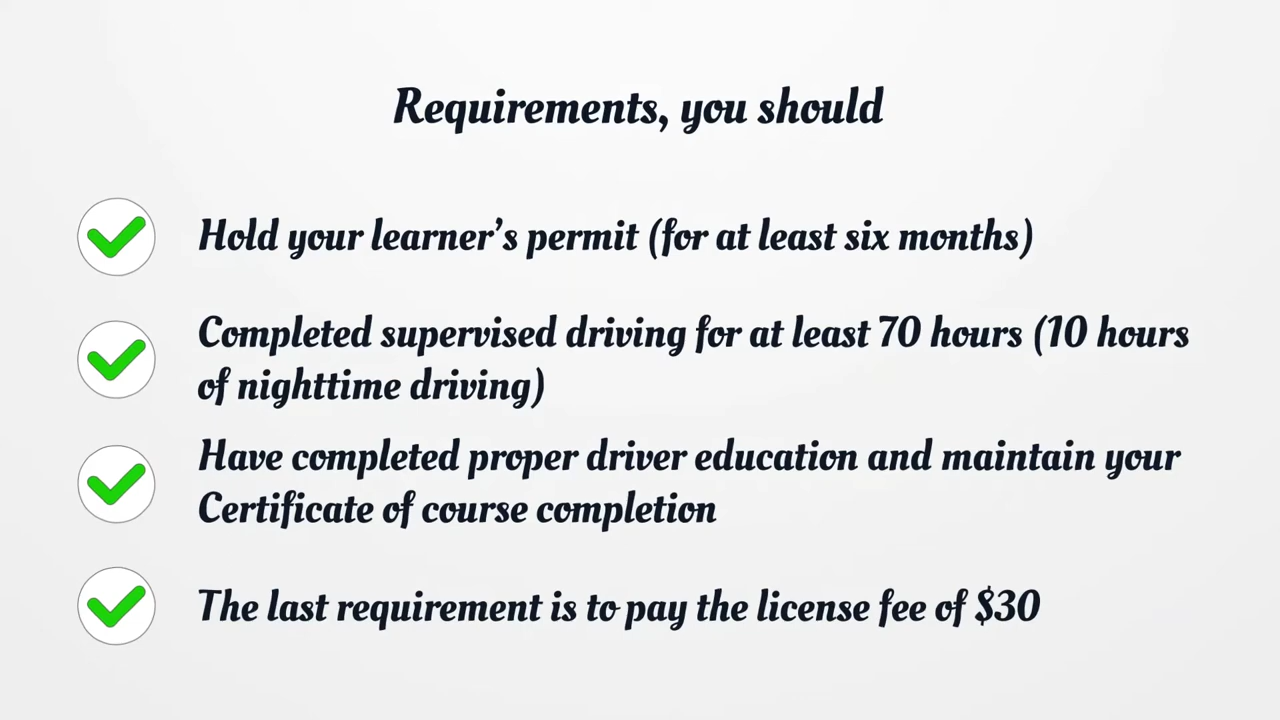 Requirements, you should
Hold your learner's permit (for at least six months)
Completed supervised driving for at least 70 hours (10 hours
of nighttime driving)
Have completed proper driver education and maintain your
Certificate of course completion
The last requirement is to pay the license fee of $30